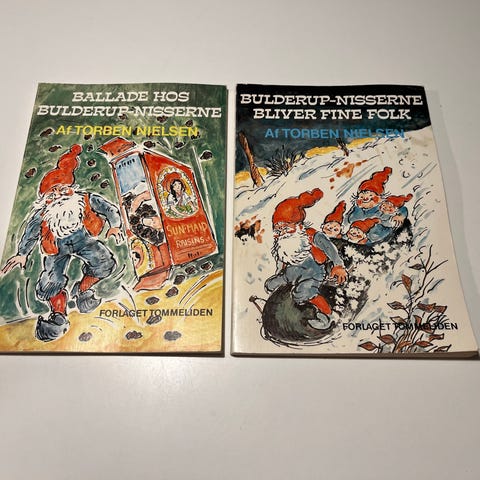 BALLADE HOS
BULDERUP-NISSERNE
Af TORBEN NIELSEN
SUN-MAID
RAISINS
FORLAGET TOMMELIDEN
BULDERUP-NISSERNE
BLIVER FINE FOLK
Af TORBEN NIELSEN
FORLAGET TOMMELIDEN